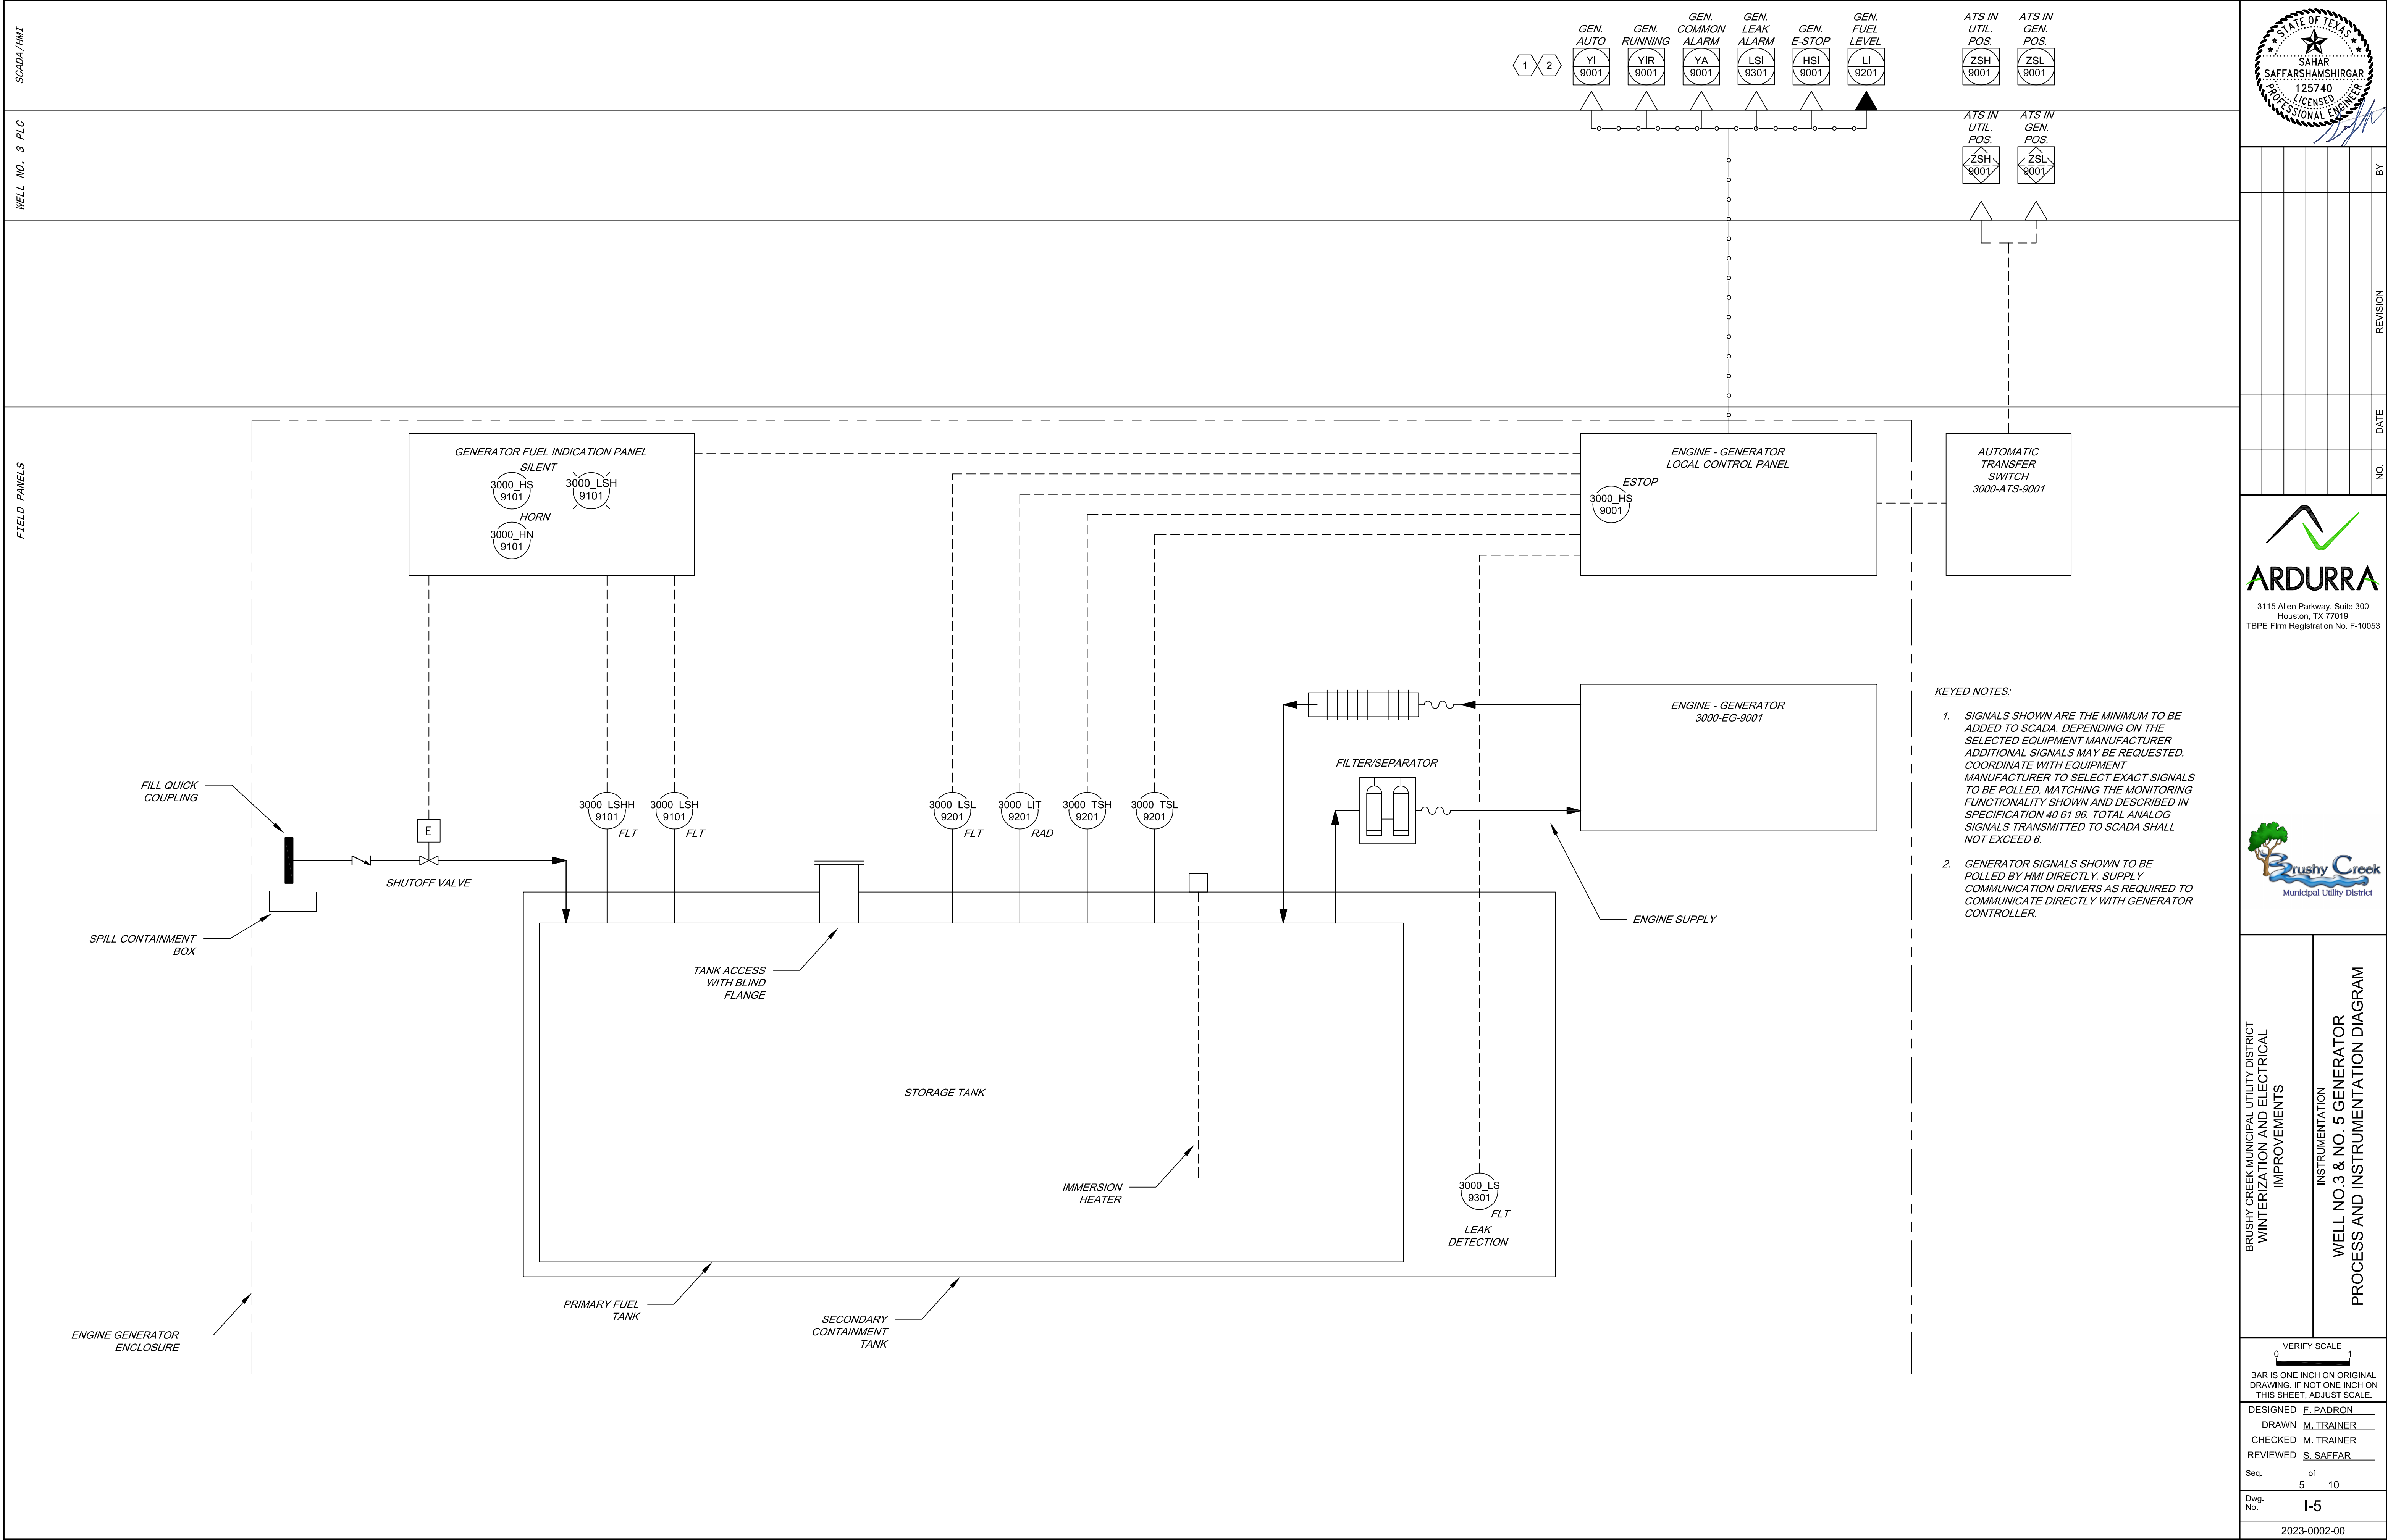 SCADA/HMI
1
2
GEN.
AUTO
YI
9001
GEN.
RUNNING
YIR
9001
GEN.
COMMON
ALARM
YA
9001
GEN.
LEAK
ALARM
LSI
9301
GEN.
E-STOP
HSI
9001
GEN.
FUEL
LEVEL
LI
9201
ATS IN
UTIL.
POS.
ZSH
9001
ATS IN
GEN.
POS.
ZSL
9001
WELL NO. 3 PLC
ATS IN
UTIL.
POS.
ZSH
9001
ATS IN
GEN.
POS.
ZSL
9001
FIELD PANELS
GENERATOR FUEL INDICATION PANEL
SILENT
3000_HS
9101
3000_LSH
9101
HORN
3000_HN
9101
ENGINE - GENERATOR
LOCAL CONTROL PANEL
ESTOP
3000_HS
9001
AUTOMATIC
TRANSFER
SWITCH
3000-ATS-9001
ENGINE - GENERATOR
3000-EG-9001
FILTER/SEPARATOR
FILL QUICK
COUPLING
E
SHUTOFF VALVE
SPILL CONTAINMENT
BOX
3000_LSHH
9101
FLT
3000_LSH
9101
FLT
3000_LSL
9201
FLT
3000_LIT
9201
RAD
3000_TSH
9201
3000_TSL
9201
ENGINE SUPPLY
TANK ACCESS
WITH BLIND
FLANGE
STORAGE TANK
IMMERSION
HEATER
3000_LS
9301
FLT
LEAK
DETECTION
PRIMARY FUEL
TANK
SECONDARY
CONTAINMENT
TANK
ENGINE GENERATOR
ENCLOSURE
KEYED NOTES:
1. SIGNALS SHOWN ARE THE MINIMUM TO BE
ADDED TO SCADA. DEPENDING ON THE
SELECTED EQUIPMENT MANUFACTURER
ADDITIONAL SIGNALS MAY BE REQUESTED.
COORDINATE WITH EQUIPMENT
MANUFACTURER TO SELECT EXACT SIGNALS
TO BE POLLED, MATCHING THE MONITORING
FUNCTIONALITY SHOWN AND DESCRIBED IN
SPECIFICATION 40 61 96. TOTAL ANALOG
SIGNALS TRANSMITTED TO SCADA SHALL
NOT EXCEED 6.
2. GENERATOR SIGNALS SHOWN TO BE
POLLED BY HMI DIRECTLY. SUPPLY
COMMUNICATION DRIVERS AS REQUIRED TO
COMMUNICATE DIRECTLY WITH GENERATOR
CONTROLLER.
STATE OF TEXAS
SAHAR
SAFFARSHAMSHIRGAR
125740
LICENSED
PROFESSIONAL ENGINEER
BY
REVISION
DATE
NO.
ARDURRA
3115 Allen Parkway, Suite 300
Houston, TX 77019
TBPE Firm Registration No. F-10053
Brushy Creek
Municipal Utility District
BRUSHY CREEK MUNICIPAL UTILITY DISTRICT
WINTERIZATION AND ELECTRICAL
IMPROVEMENTS
INSTRUMENTATION
WELL NO.3 & NO. 5 GENERATOR
PROCESS AND INSTRUMENTATION DIAGRAM
VERIFY SCALE
0 1
BAR IS ONE INCH ON ORIGINAL
DRAWING. IF NOT ONE INCH ON
THIS SHEET, ADJUST SCALE.
DESIGNED F. PADRON
DRAWN M. TRAINER
CHECKED M. TRAINER
REVIEWED S. SAFFAR
Seq. of
5 10
Dwg.
No. I-5
2023-0002-00